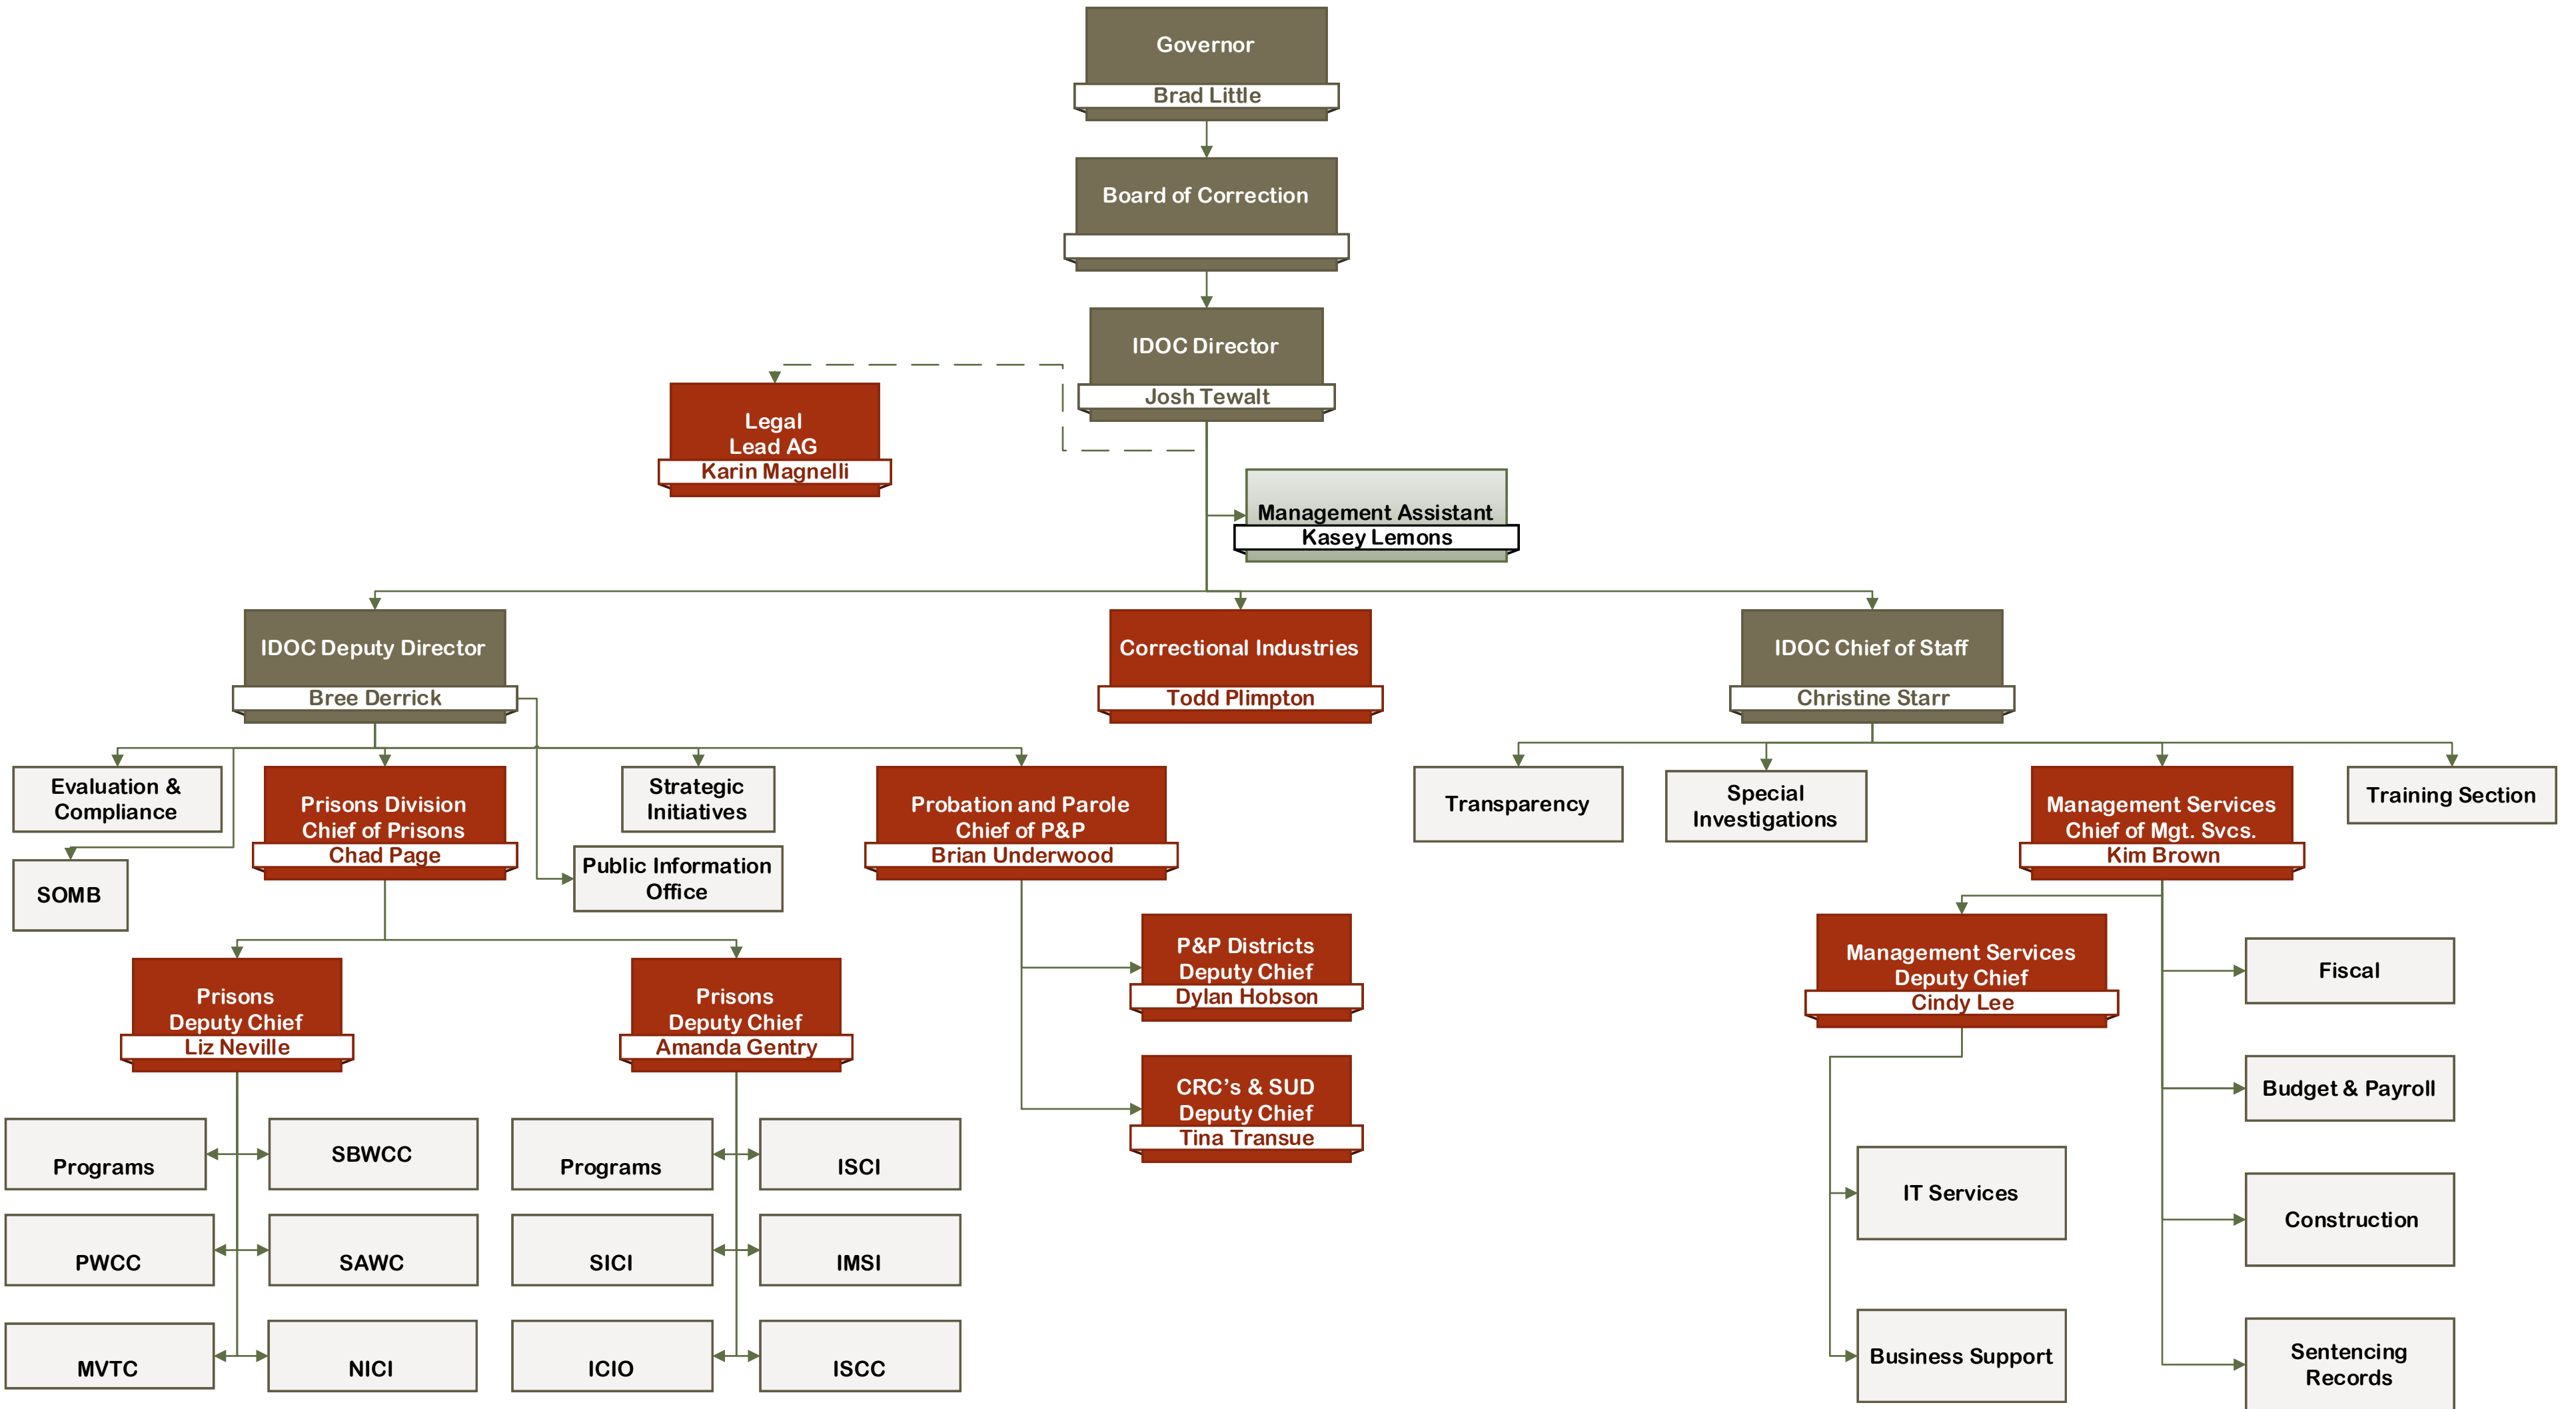 Governor
Brad Little
Board of Correction
IDOC Director
Josh Tewalt
Legal
Lead AG
Karin Magnelli
Management Assistant
Kasey Lemons
IDOC Deputy Director
Bree Derrick
Correctional Industries
Todd Plimpton
IDOC Chief of Staff
Christine Starr
Evaluation &
Compliance
Prisons Division
Chief of Prisons
Chad Page
Strategic
Initiatives
Probation and Parole
Chief of P&P
Brian Underwood
Transparency
Special
Investigations
Management Services
Chief of Mgt. Svcs.
Kim Brown
Training Section
SOMB
Public Information
Office
Prisons
Deputy Chief
Liz Neville
Prisons
Deputy Chief
Amanda Gentry
P&P Districts
Deputy Chief
Dylan Hobson
CRC’s & SUD
Deputy Chief
Tina Transue
Management Services
Deputy Chief
Cindy Lee
Fiscal
Budget & Payroll
Construction
Sentencing
Records
IT Services
Business Support
Programs
SBWCC
PWCC
SAWC
MVTC
NICI
Programs
ISCI
SICI
IMSI
ICIO
ISCC